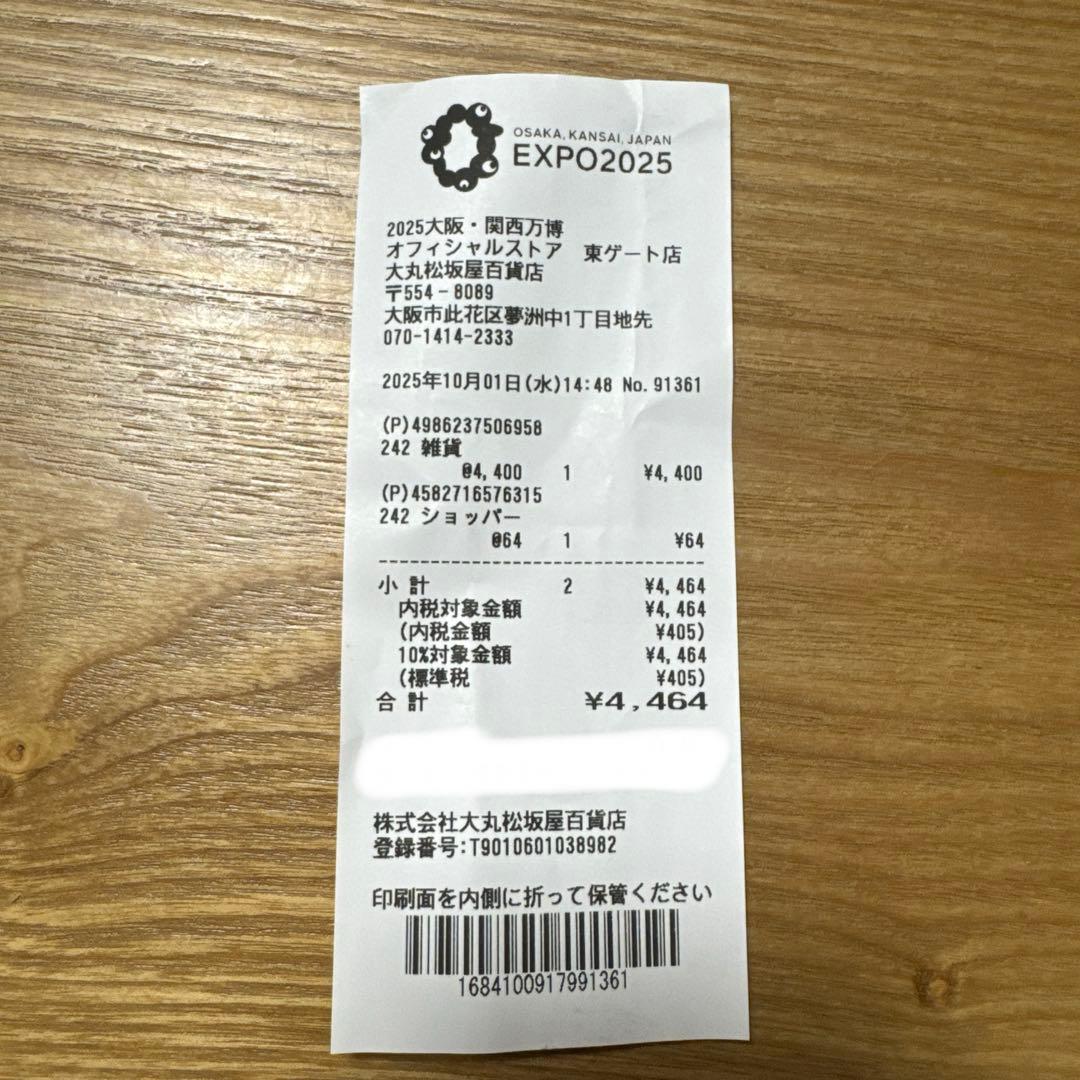 OSAKA, KANSAI, JAPAN
EXPO2025
2025大阪・関西万博
オフィシャルストア 東ゲート店
大丸松坂屋百貨店
〒554-8089
大阪市此花区夢洲中1丁目地先
070-1414-2333
2025年10月01日(水)14:48 No.91361
(P)4986237506958
242 雑貨
@4,400 1 ¥4,400
(P)4582716576315
242 ショッパー
@64 1 ¥64
小 計 2 ¥4,464
内税対象金額 ¥4,464
(内税金額 ¥405)
10%対象金額 ¥4,464
(標準税 ¥405)
合 計 ¥4,464
株式会社大丸松坂屋百貨店
登録番号:T9010601038982
印刷面を内側に折って保管ください
1684100917991361